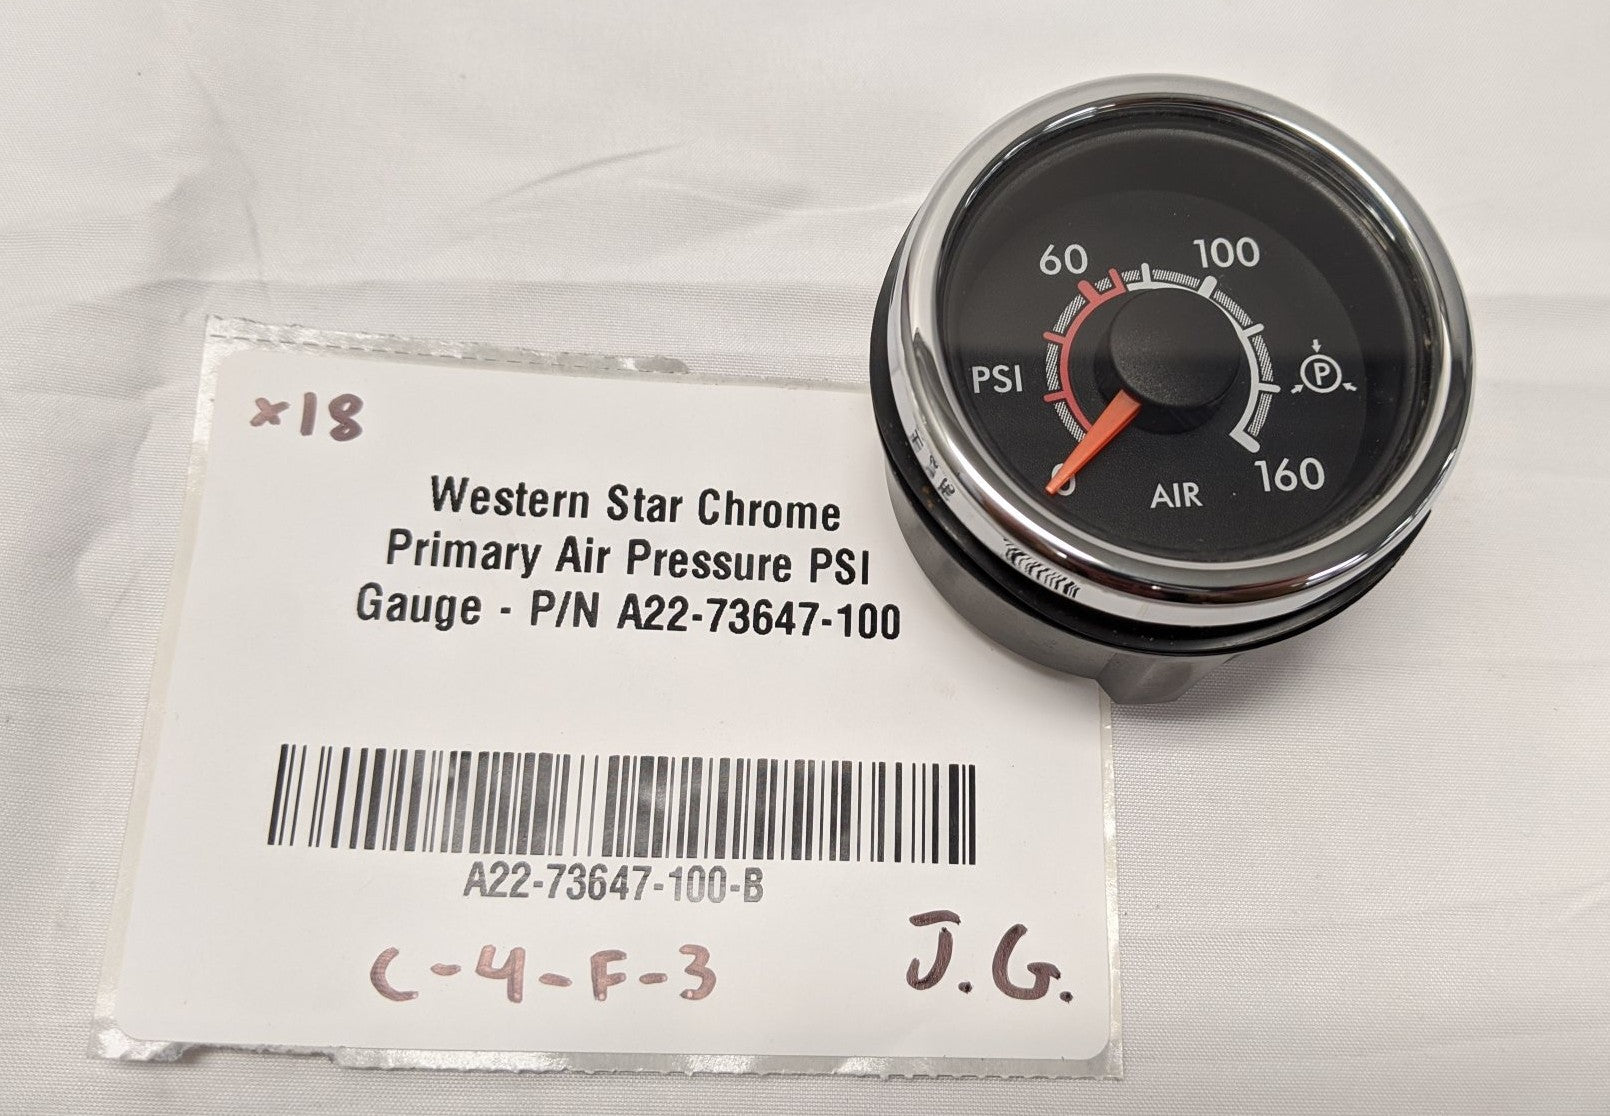 x18
Western Star Chrome
Primary Air Pressure PSI
Gauge - P/N A22-73647-100
A22-73647-100-B
C-4-F-3
J.G.
60
100
PSI
P
0
AIR
160